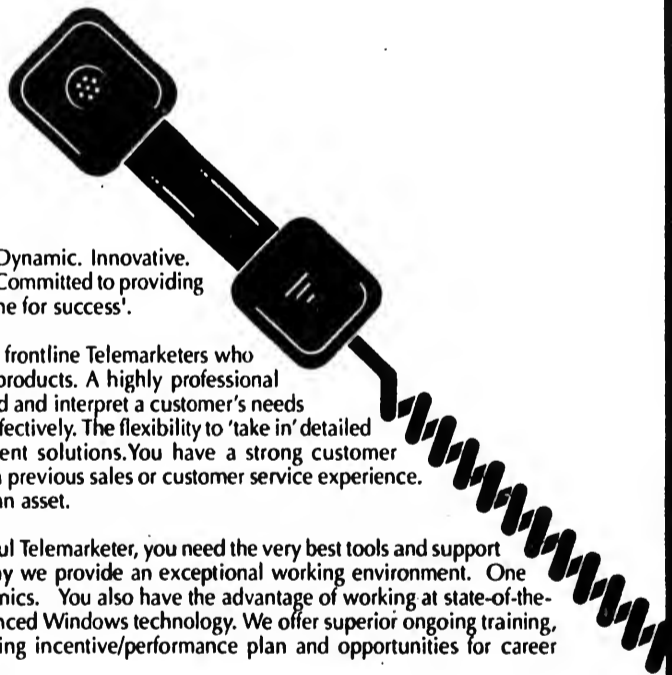 Dynamic. Innovative.
Committed to providing
ne for success'.
frontline Telemarketers who
products. A highly professional
d and interpret a customer's needs
fectively. The flexibility to 'take in' detailed
ent solutions. You have a strong customer
previous sales or customer service experience.
an asset.
ul Telemarketer, you need the very best tools and support
y we provide an exceptional working environment. One
nics. You also have the advantage of working at state-of-the-
nced Windows technology. We offer superior ongoing training,
ing incentive/performance plan and opportunities for career